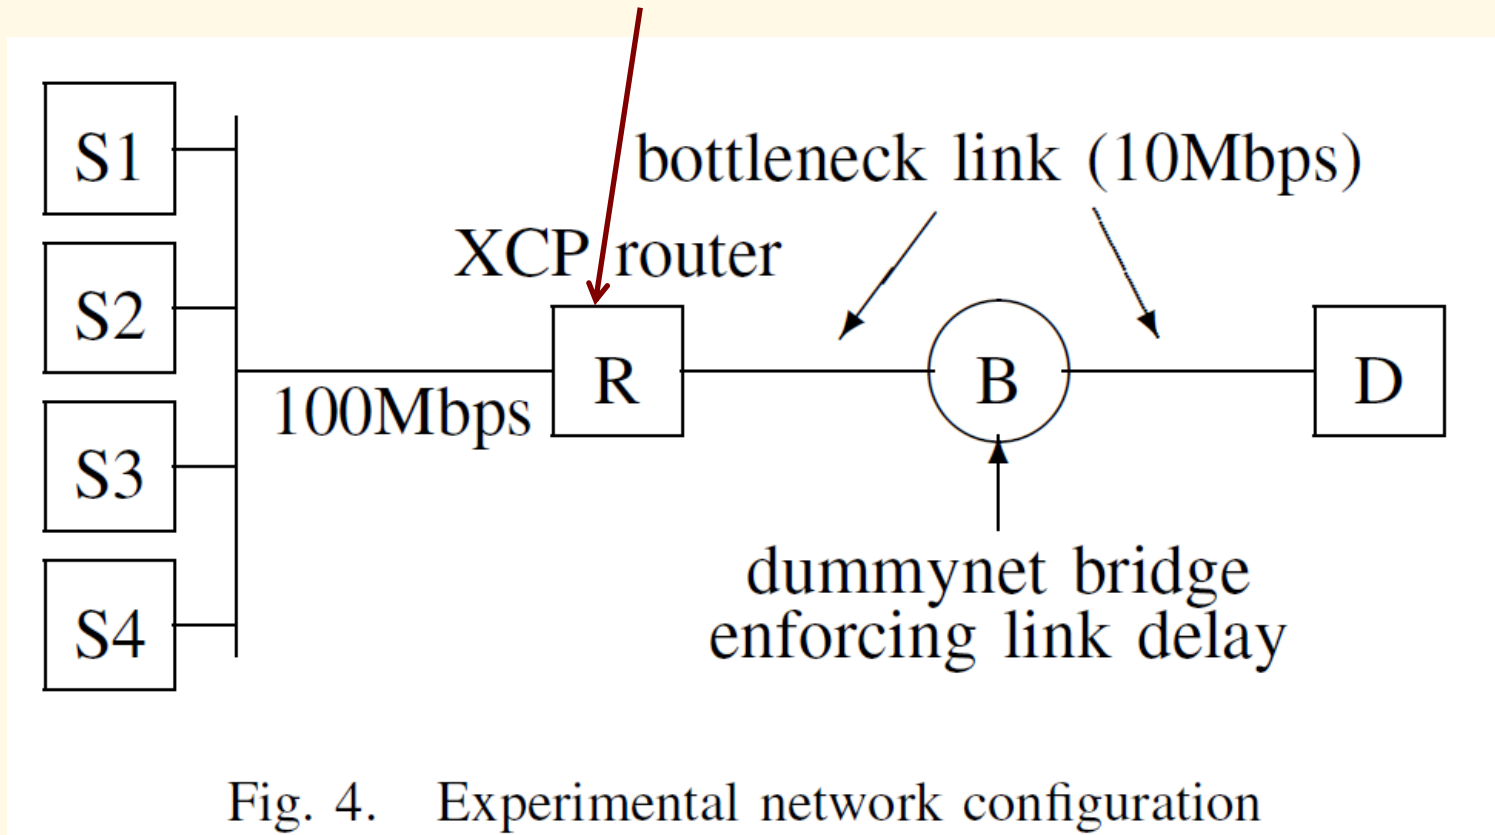 S1
bottleneck link (10Mbps)
XCP router
S2
R
B
D
100Mbps
S3
dummynet bridge
enforcing link delay
S4
Fig. 4. Experimental network configuration